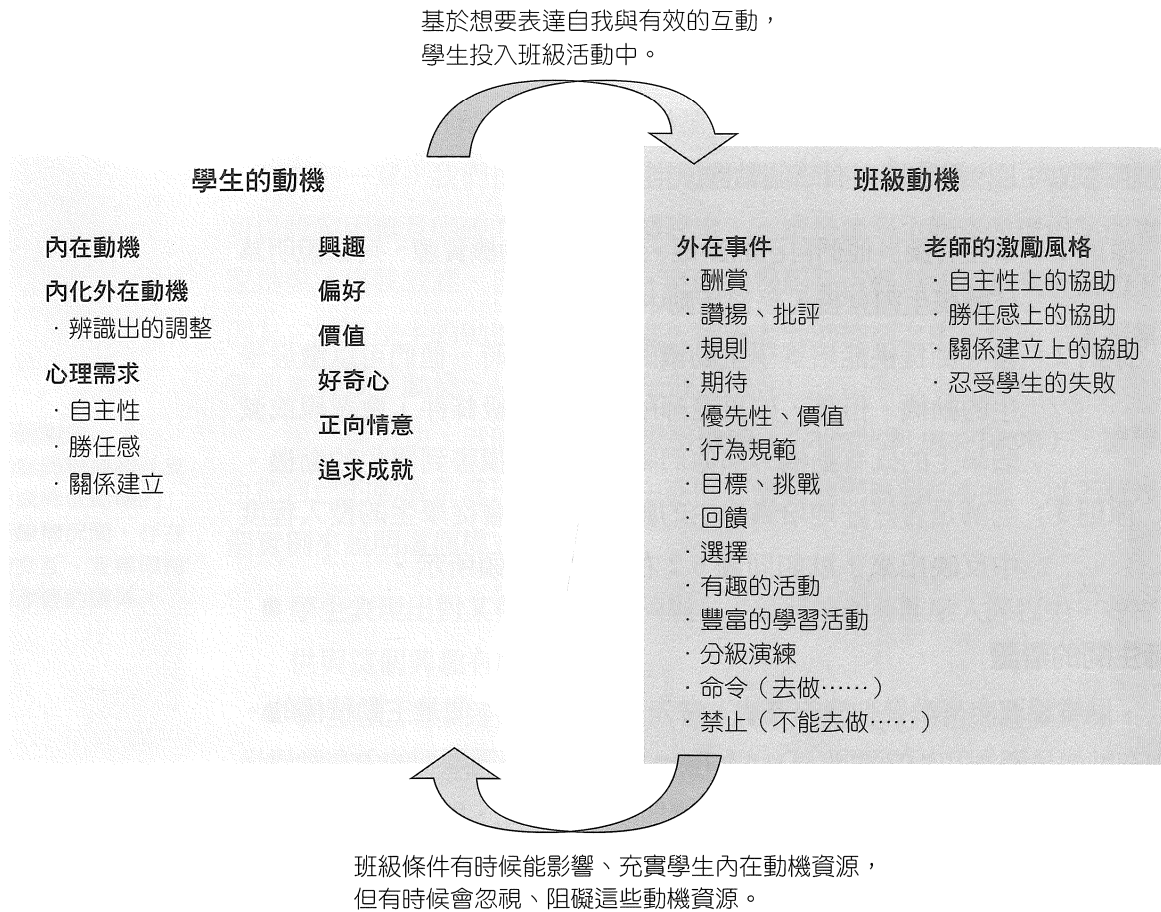 基於想要表達自我與有效的互動，
學生投入班級活動中。
學生的動機
內在動機
內化外在動機
·辨識出的調整
心理需求
·自主性
·勝任感
·關係建立
興趣
偏好
價值
好奇心
正向情意
追求成就
班級動機
外在事件
·酬賞
·讚揚、批評
·規則
·期待
·優先性、價值
·行為規範
·目標、挑戰
·回饋
·選擇
·有趣的活動
·豐富的學習活動
·分級演練
·命令（去做……）
·禁止（不能去做……）
老師的激勵風格
·自主性上的協助
·勝任感上的協助
·關係建立上的協助
·忍受學生的失敗
班級條件有時候能影響、充實學生內在動機資源，
但有時候會忽視、阻礙這些動機資源。